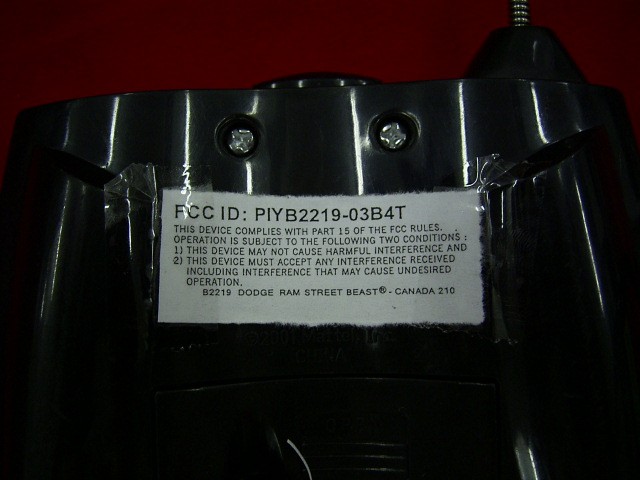 FCC ID: PIYB2219-03B4T
THIS DEVICE COMPLIES WITH PART 15 OF THE FCC RULES.
OPERATION IS SUBJECT TO THE FOLLOWING TWO CONDITIONS :
1) THIS DEVICE MAY NOT CAUSE HARMFUL INTERFERENCE AND
2) THIS DEVICE MUST ACCEPT ANY INTERFERENCE RECEIVED
INCLUDING INTERFERENCE THAT MAY CAUSE UNDESIRED
OPERATION.
B2219 DODGE RAM STREET BEAST® - CANADA 210